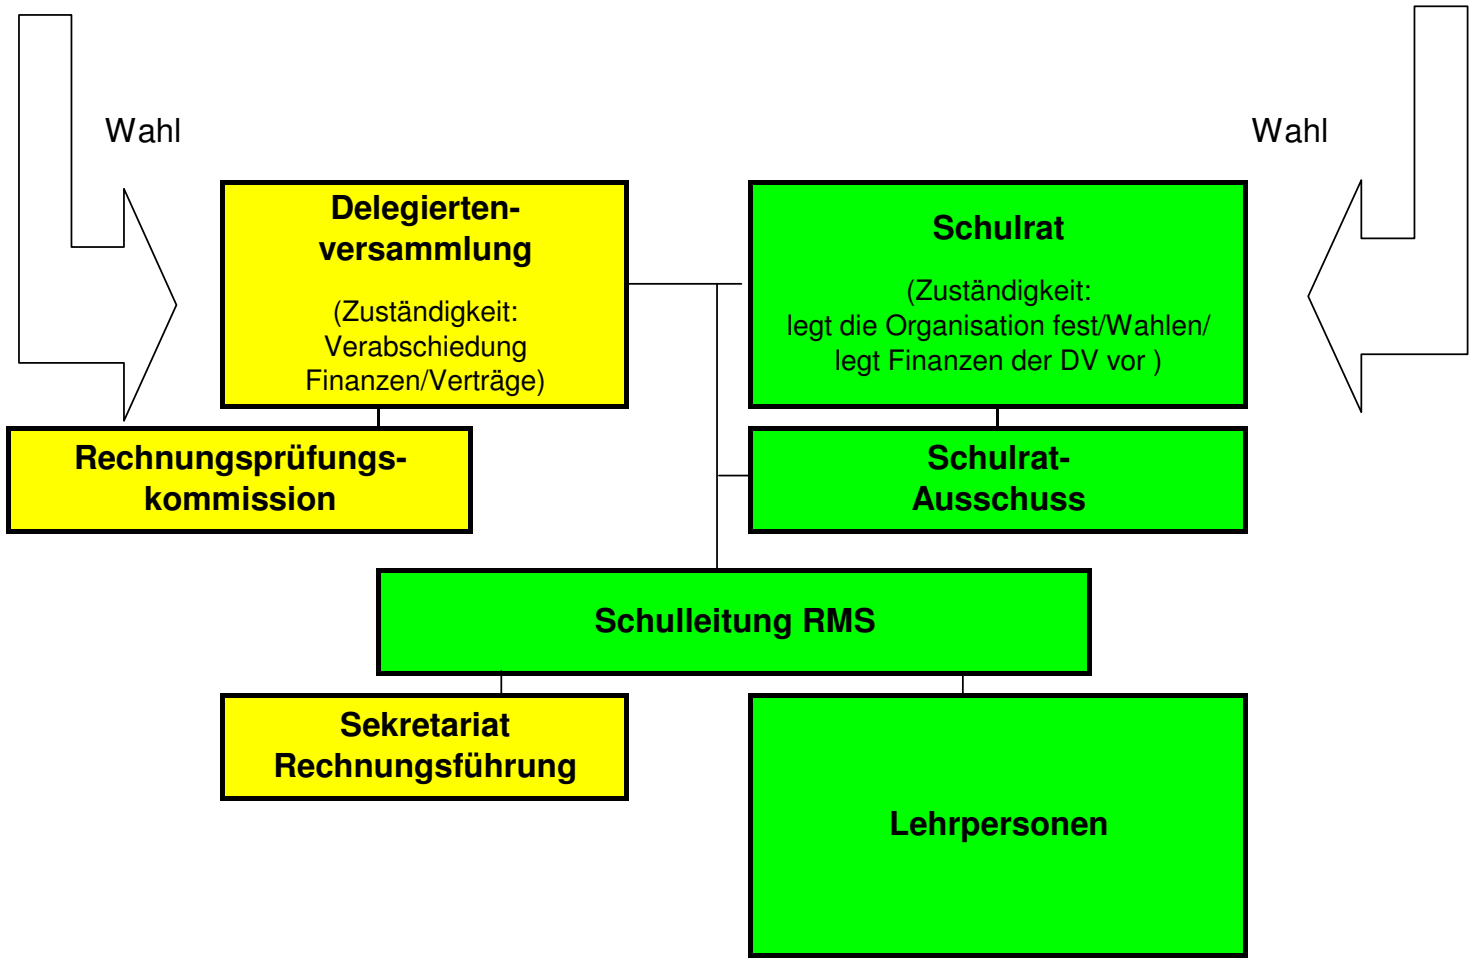 Wahl
Wahl
Delegierten-
versammlung
(Zuständigkeit:
Verabschiedung
Finanzen/Verträge)
Schulrat
(Zuständigkeit:
legt die Organisation fest/Wahlen/
legt Finanzen der DV vor )
Rechnungsprüfungs-
kommission
Schulrat-
Ausschuss
Schulleitung RMS
Sekretariat
Rechnungsführung
Lehrpersonen